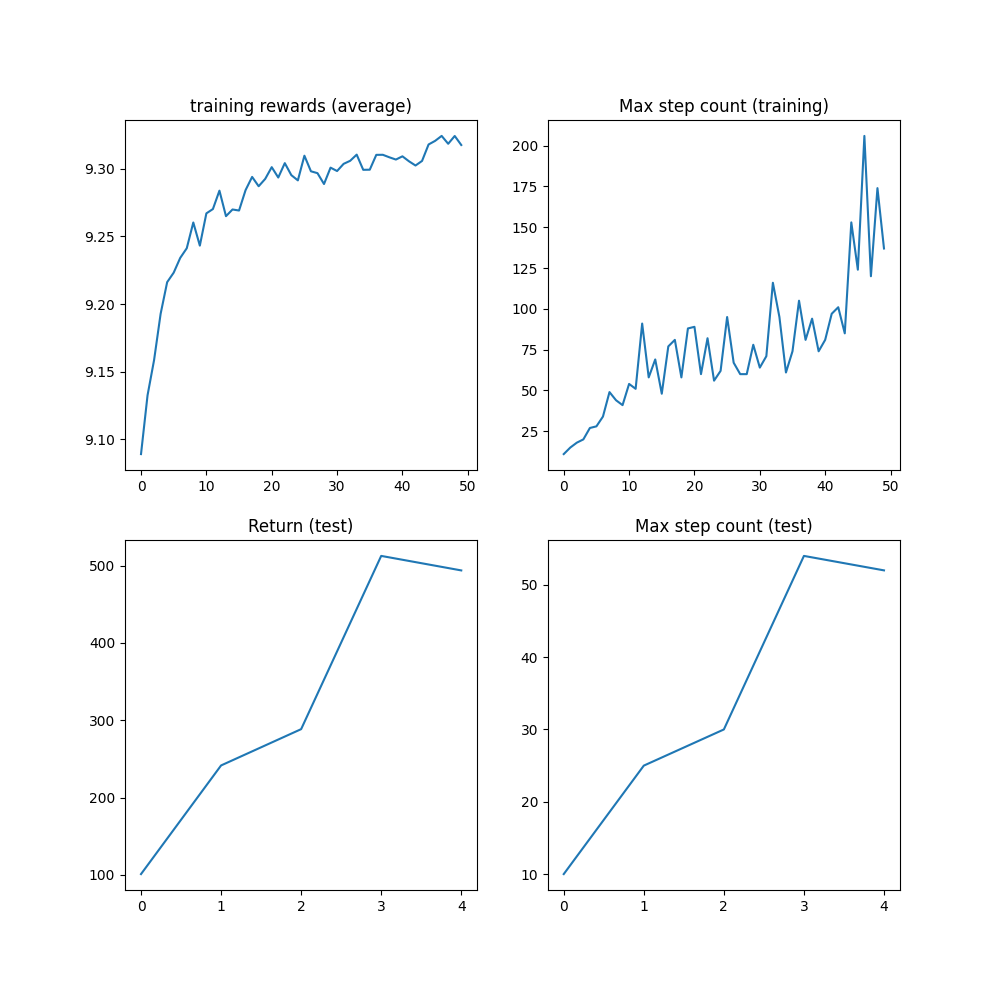 training rewards (average)
9.30
9.25
9.20
9.15
9.10
0 10 20 30 40 50
Max step count (training)
200
175
150
125
100
75
50
25
0 10 20 30 40 50
Return (test)
500
400
300
200
100
0 1 2 3 4
Max step count (test)
50
40
30
20
10
0 1 2 3 4